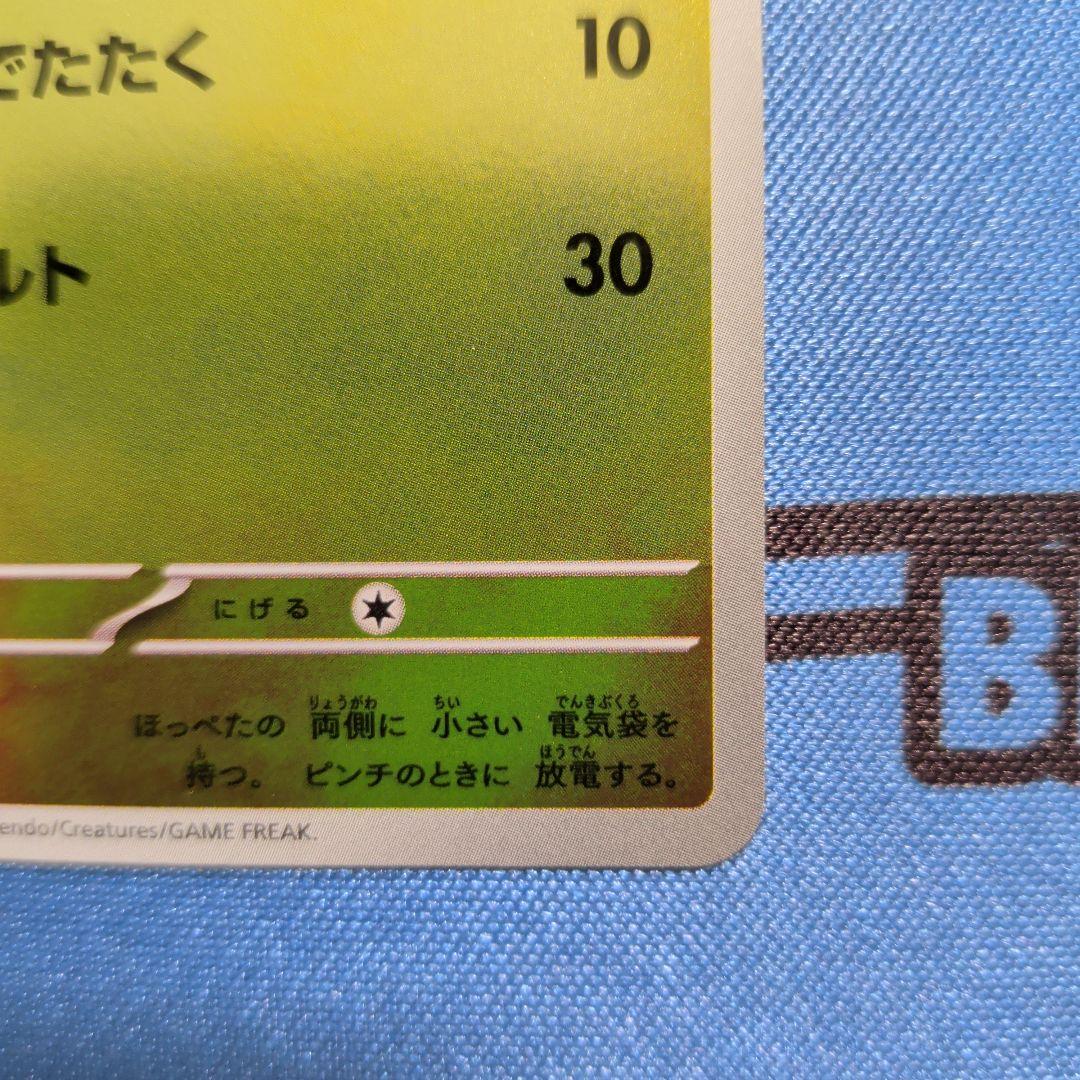 でたたく 10
ルト 30
にげる
ほっぺたの 両側に 小さい 電気袋を
りょうがわ ちい でんきぶくろ
持つ。 ピンチのときに 放電する。
も ほうでん
endo/Creatures/GAME FREAK.
B